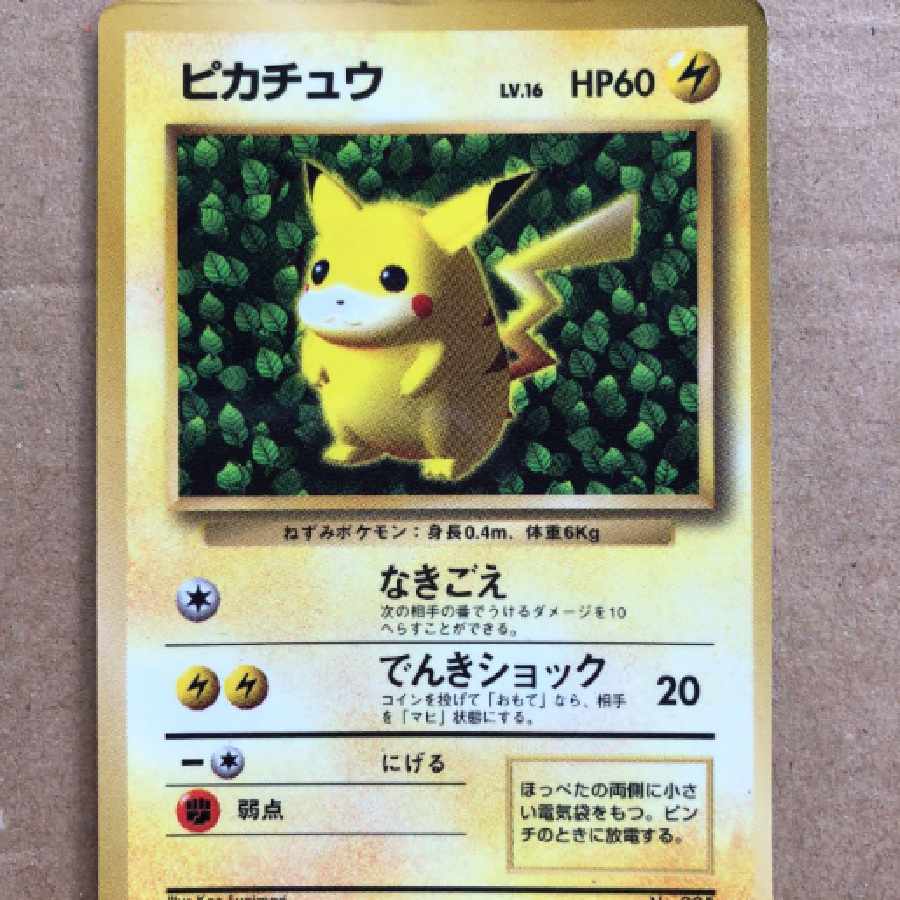 ピカチュウ LV.16 HP60
ねずみポケモン：身長0.4m、体重6Kg
なきごえ
次の相手の番でうけるダメージを10
へらすことができる。
でんきショック 20
コインを投げて「おもて」なら、相手
を「マヒ」状態にする。
にげる
弱点
ほっぺたの両側に小さ
い電気袋をもつ。ピン
チのときに放電する。